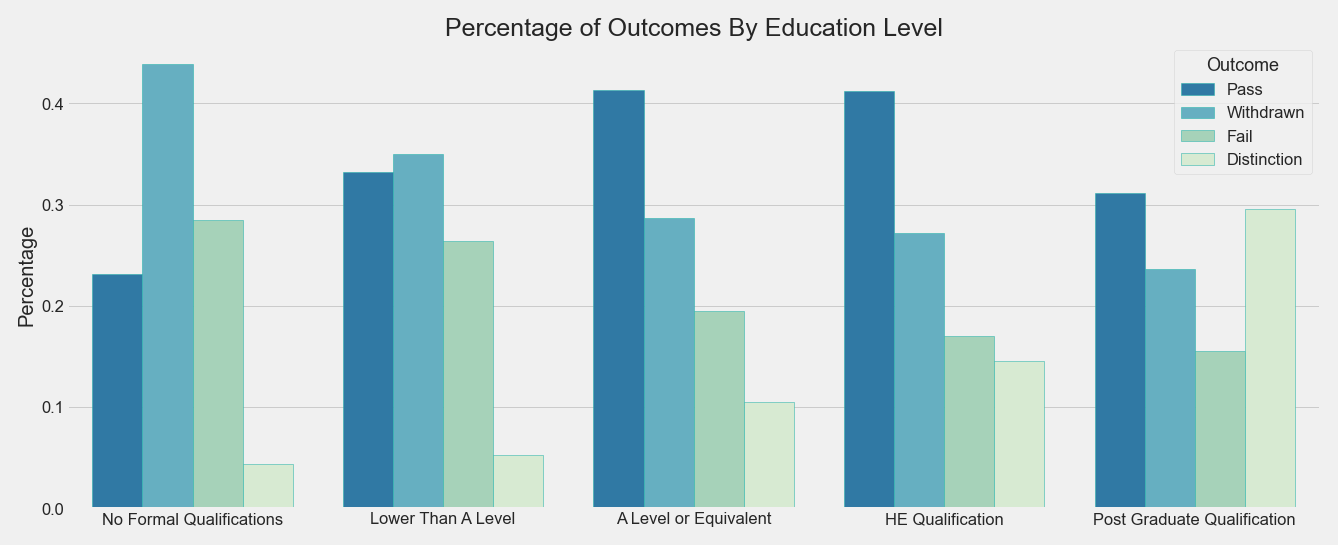 Percentage of Outcomes By Education Level
Outcome
Pass
Withdrawn
Fail
Distinction
Percentage
0.4
0.3
0.2
0.1
0.0
No Formal Qualifications
Lower Than A Level
A Level or Equivalent
HE Qualification
Post Graduate Qualification